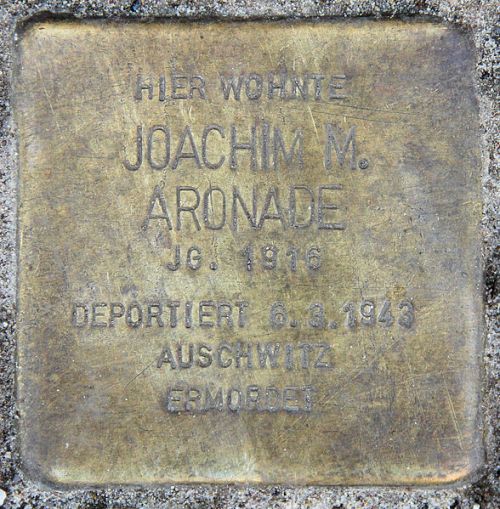 HIER WOHNTE
JOACHIM M.
ARONADE
JG. 1916
DEPORTIERT 6.3.1943
AUSCHWITZ
ERMORDET